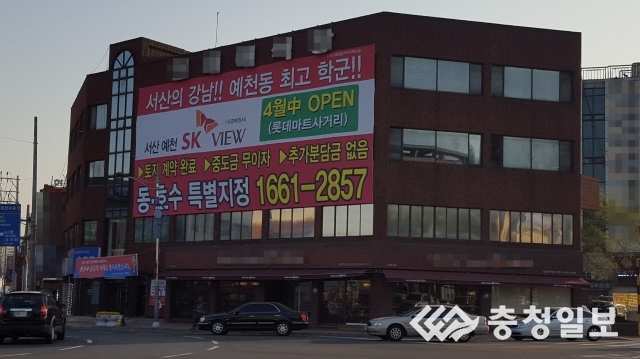 서산의 강남!! 예천동 최고 학군!!
서산 예천 SK VIEW
4월中 OPEN
(롯데마트사거리)
▶토지 계약 완료 ▶중도금 무이자 ▶추가분담금 없음
동·호수 특별지정 1661-2857
충청일보